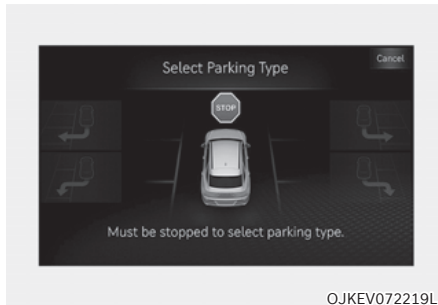 Select Parking Type
Cancel
STOP
Must be stopped to select parking type.
OJKEV072219L